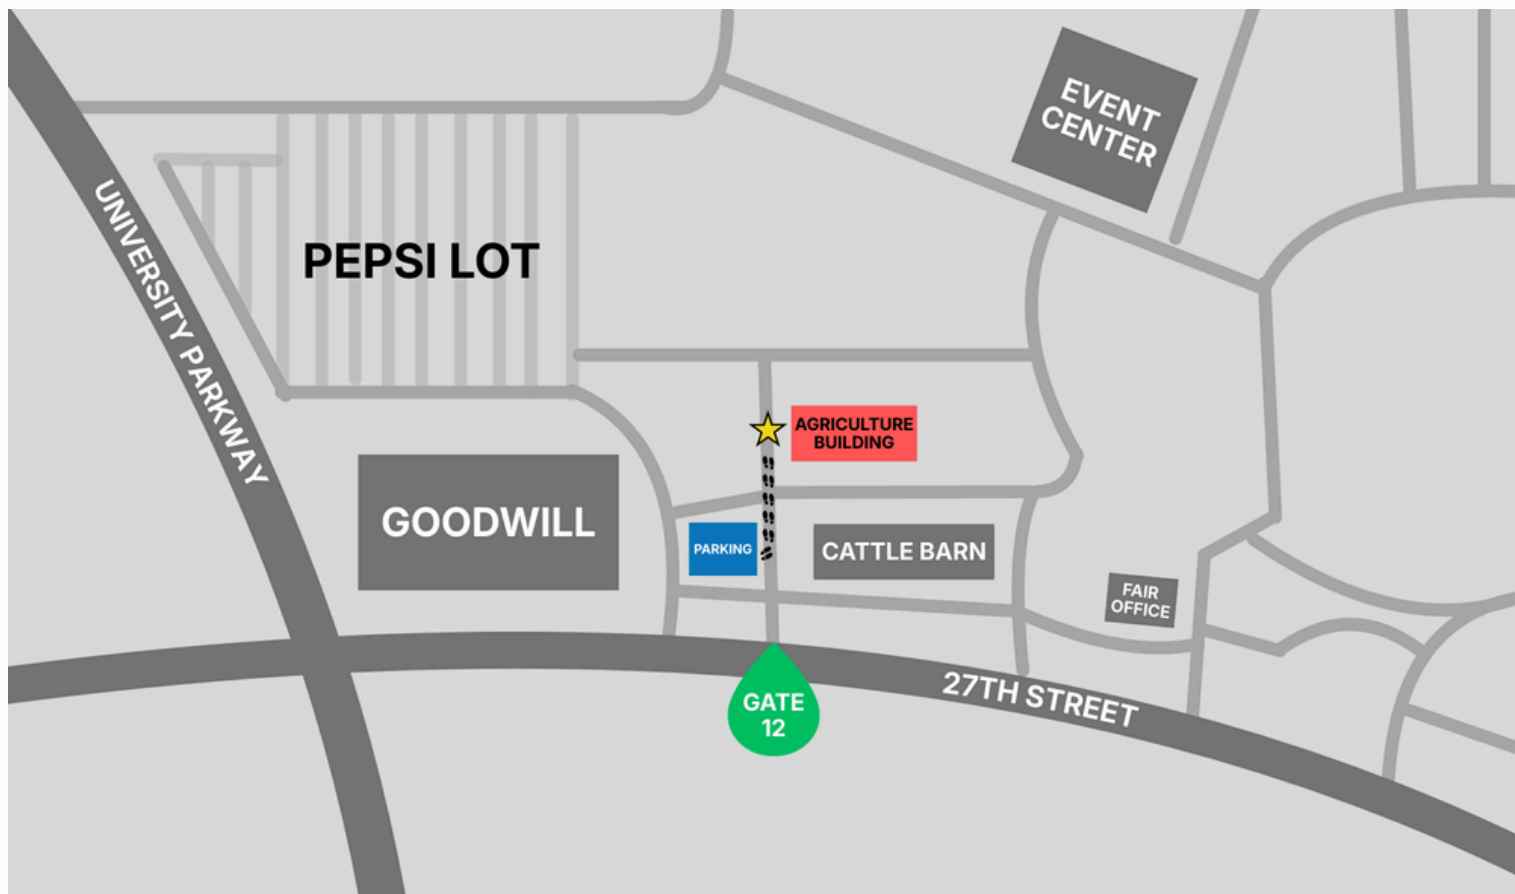 EVENT
CENTER
UNIVERSITY PARKWAY
PEPSI LOT
AGRICULTURE
BUILDING
GOODWILL
PARKING
CATTLE BARN
FAIR
OFFICE
27TH STREET
GATE
12